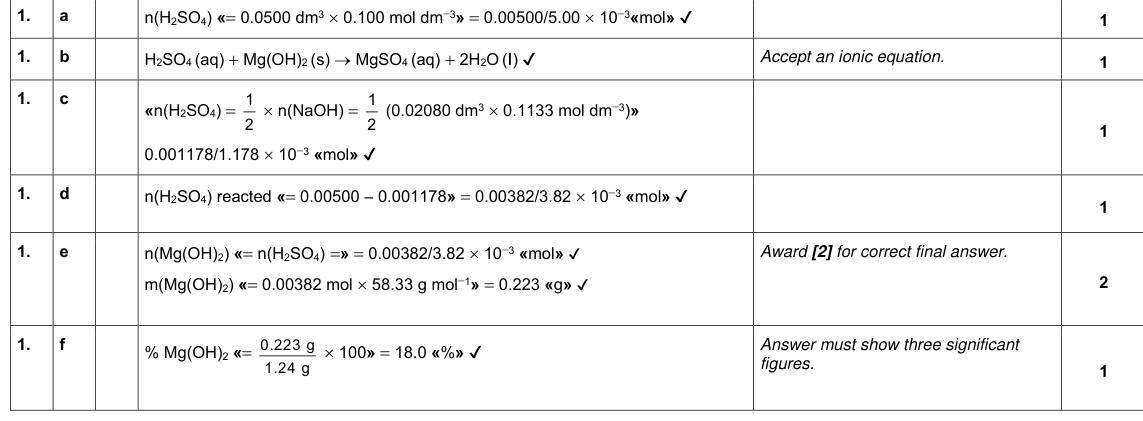 1. a n(H₂SO₄) «= 0.0500 dm³ × 0.100 mol dm⁻³» = 0.00500/5.00 × 10⁻³«mol» ✓ 1
1. b H₂SO₄ (aq) + Mg(OH)₂ (s) → MgSO₄ (aq) + 2H₂O (l) ✓ Accept an ionic equation. 1
1. c «n(H₂SO₄) = 1/2 × n(NaOH) = 1/2 (0.02080 dm³ × 0.1133 mol dm⁻³)»
0.001178/1.178 × 10⁻³ «mol» ✓ 1
1. d n(H₂SO₄) reacted «= 0.00500 – 0.001178» = 0.00382/3.82 × 10⁻³ «mol» ✓ 1
1. e n(Mg(OH)₂) «= n(H₂SO₄) =» = 0.00382/3.82 × 10⁻³ «mol» ✓ Award [2] for correct final answer.
m(Mg(OH)₂) «= 0.00382 mol × 58.33 g mol⁻¹» = 0.223 «g» ✓ 2
1. f % Mg(OH)₂ «= 0.223 g/1.24 g × 100» = 18.0 «%» ✓ Answer must show three significant
figures. 1